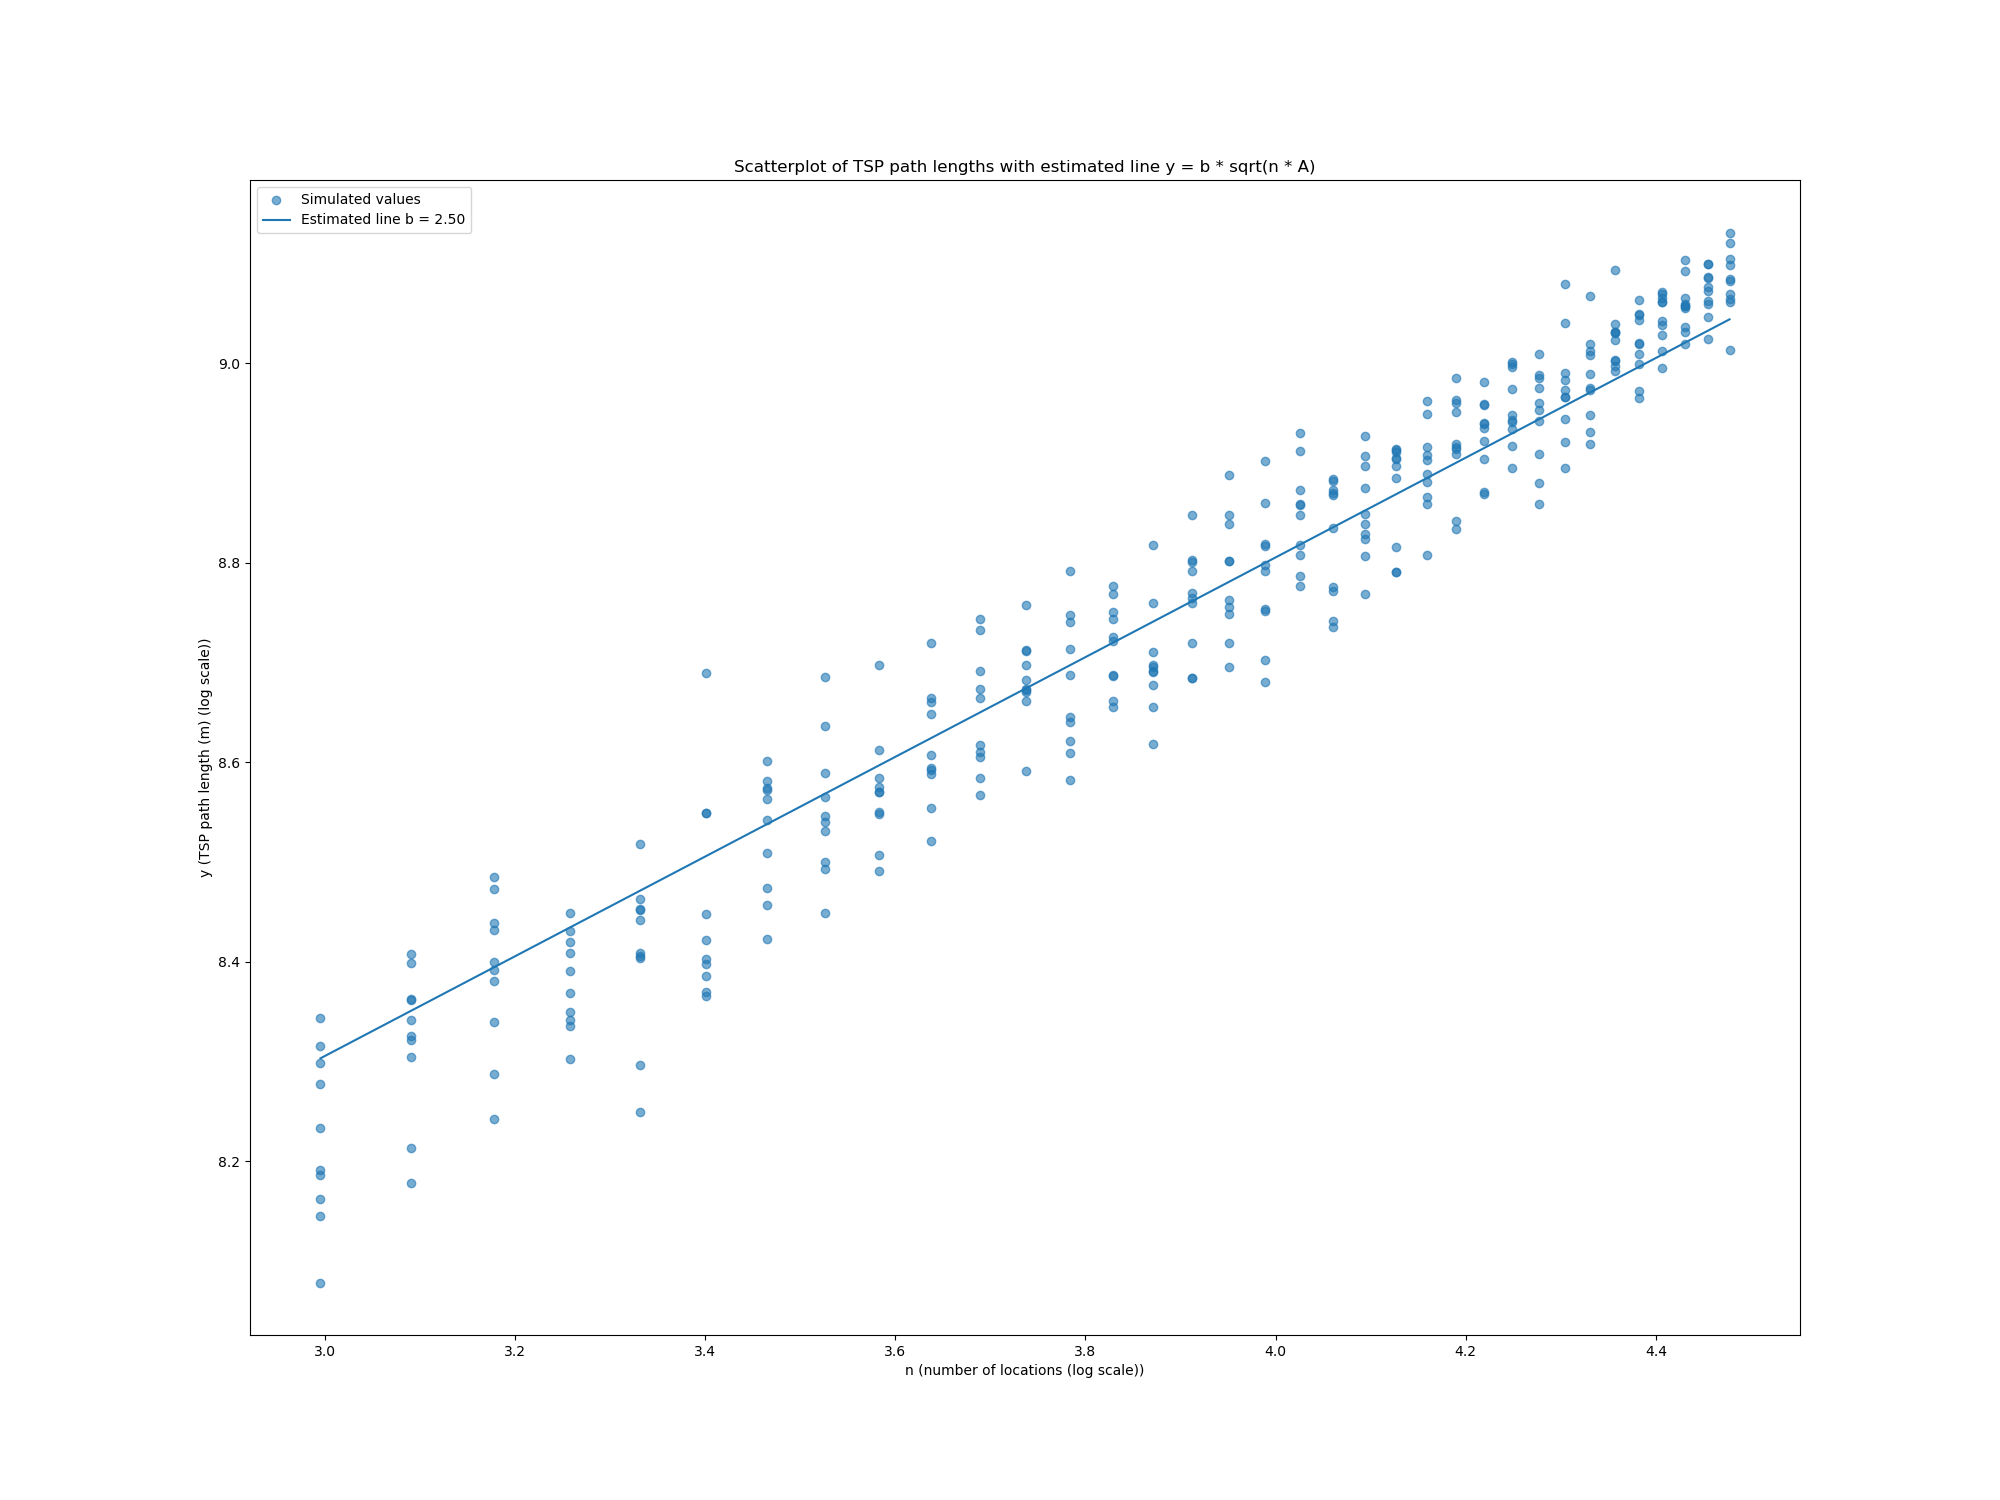 Scatterplot of TSP path lengths with estimated line y = b * sqrt(n * A)
Simulated values
Estimated line b = 2.50
9.0
8.8
8.6
8.4
8.2
y (TSP path length (m) (log scale))
3.0 3.2 3.4 3.6 3.8 4.0 4.2 4.4
n (number of locations (log scale))